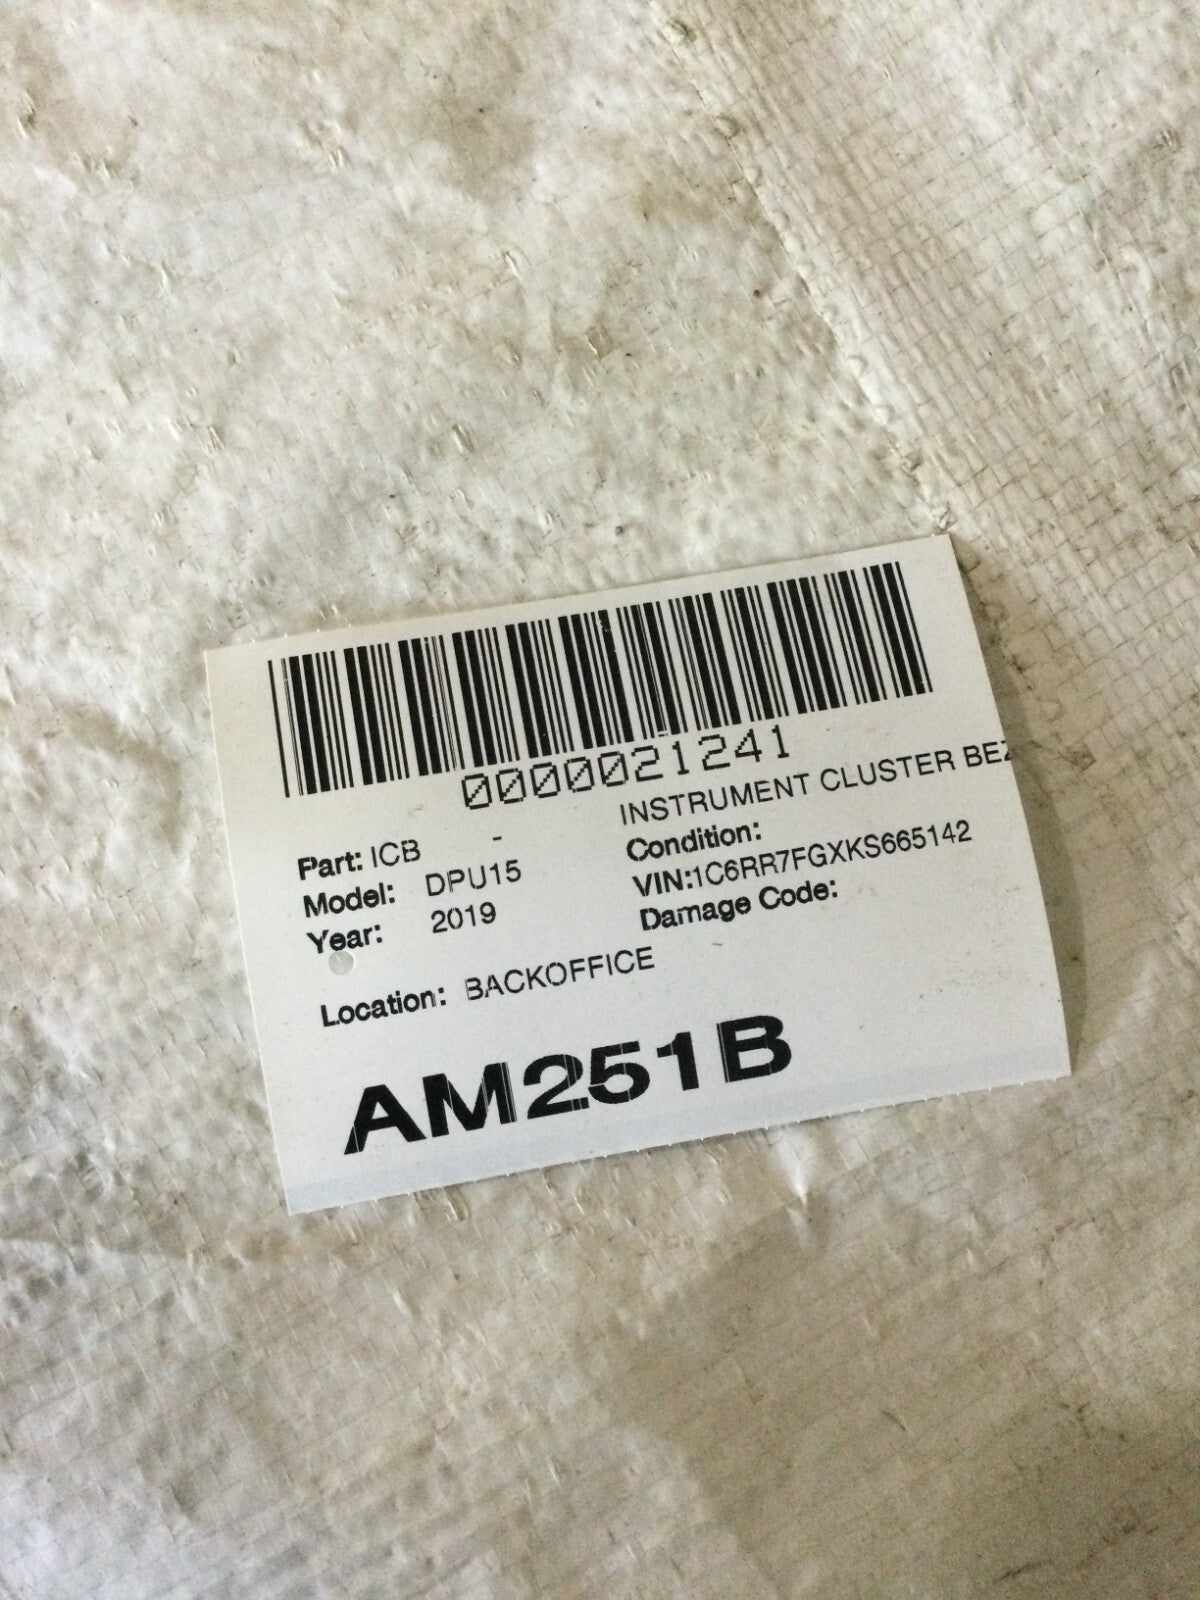 0000021241
Part: ICB - INSTRUMENT CLUSTER BEZ
Model: DPU15 Condition:
Year: 2019 VIN:1C6RR7FGXKS665142
Damage Code:
Location: BACKOFFICE
AM251B